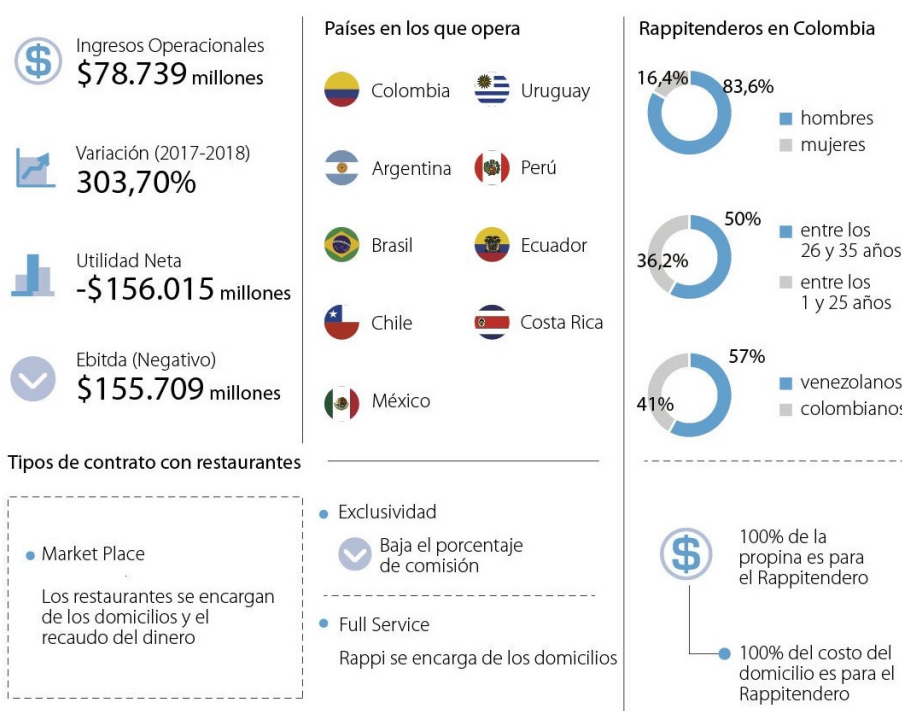 Ingresos Operacionales
$78.739 millones
Variación (2017-2018)
303,70%
Utilidad Neta
-$156.015 millones
Ebitda (Negativo)
$155.709 millones
Países en los que opera
Colombia
Uruguay
Argentina
Perú
Brasil
Ecuador
Chile
Costa Rica
México
Rappitenderos en Colombia
16,4%
83,6%
hombres
mujeres
50%
36,2%
entre los
26 y 35 años
entre los
1 y 25 años
57%
41%
venezolanos
colombianos
Tipos de contrato con restaurantes
Market Place
Los restaurantes se encargan
de los domicilios y el
recaudo del dinero
Exclusividad
Baja el porcentaje
de comisión
Full Service
Rappi se encarga de los domicilios
100% de la
propina es para
el Rappitendero
100% del costo del
domicilio es para el
Rappitendero